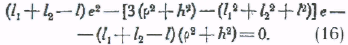 (l₁ + l₂ — l) e² — [3 (ρ² + h²) — (l₁² + l₂² + l²)] e —
— (l₁ + l₂ — l) (ρ² + h²) = 0. (16)